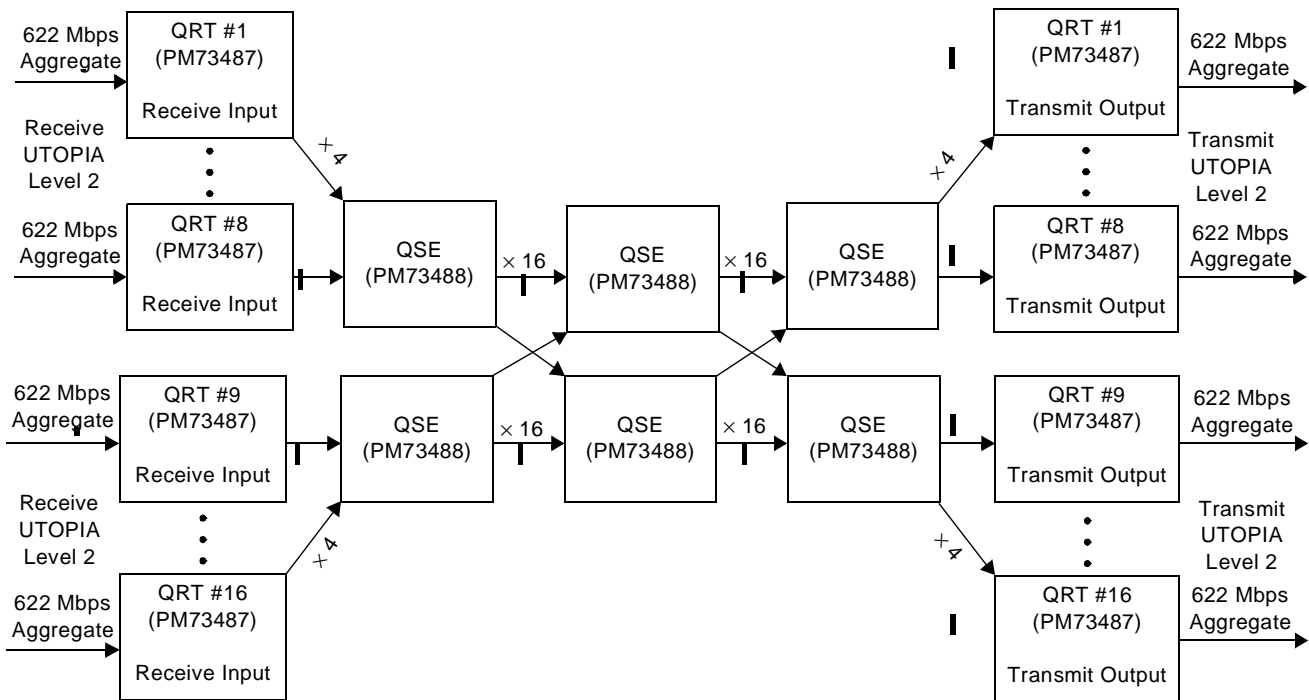 622 Mbps
Aggregate
QRT #1
(PM73487)
Receive Input
QRT #1
(PM73487)
Transmit Output
622 Mbps
Aggregate
Receive
UTOPIA
Level 2
× 4
× 4
Transmit
UTOPIA
Level 2
622 Mbps
Aggregate
QRT #8
(PM73487)
Receive Input
QSE
(PM73488)
× 16
QSE
(PM73488)
× 16
QSE
(PM73488)
QRT #8
(PM73487)
Transmit Output
622 Mbps
Aggregate
622 Mbps
Aggregate
QRT #9
(PM73487)
Receive Input
QSE
(PM73488)
× 16
QSE
(PM73488)
× 16
QSE
(PM73488)
QRT #9
(PM73487)
Transmit Output
622 Mbps
Aggregate
Receive
UTOPIA
Level 2
× 4
× 4
Transmit
UTOPIA
Level 2
622 Mbps
Aggregate
QRT #16
(PM73487)
Receive Input
QRT #16
(PM73487)
Transmit Output
622 Mbps
Aggregate